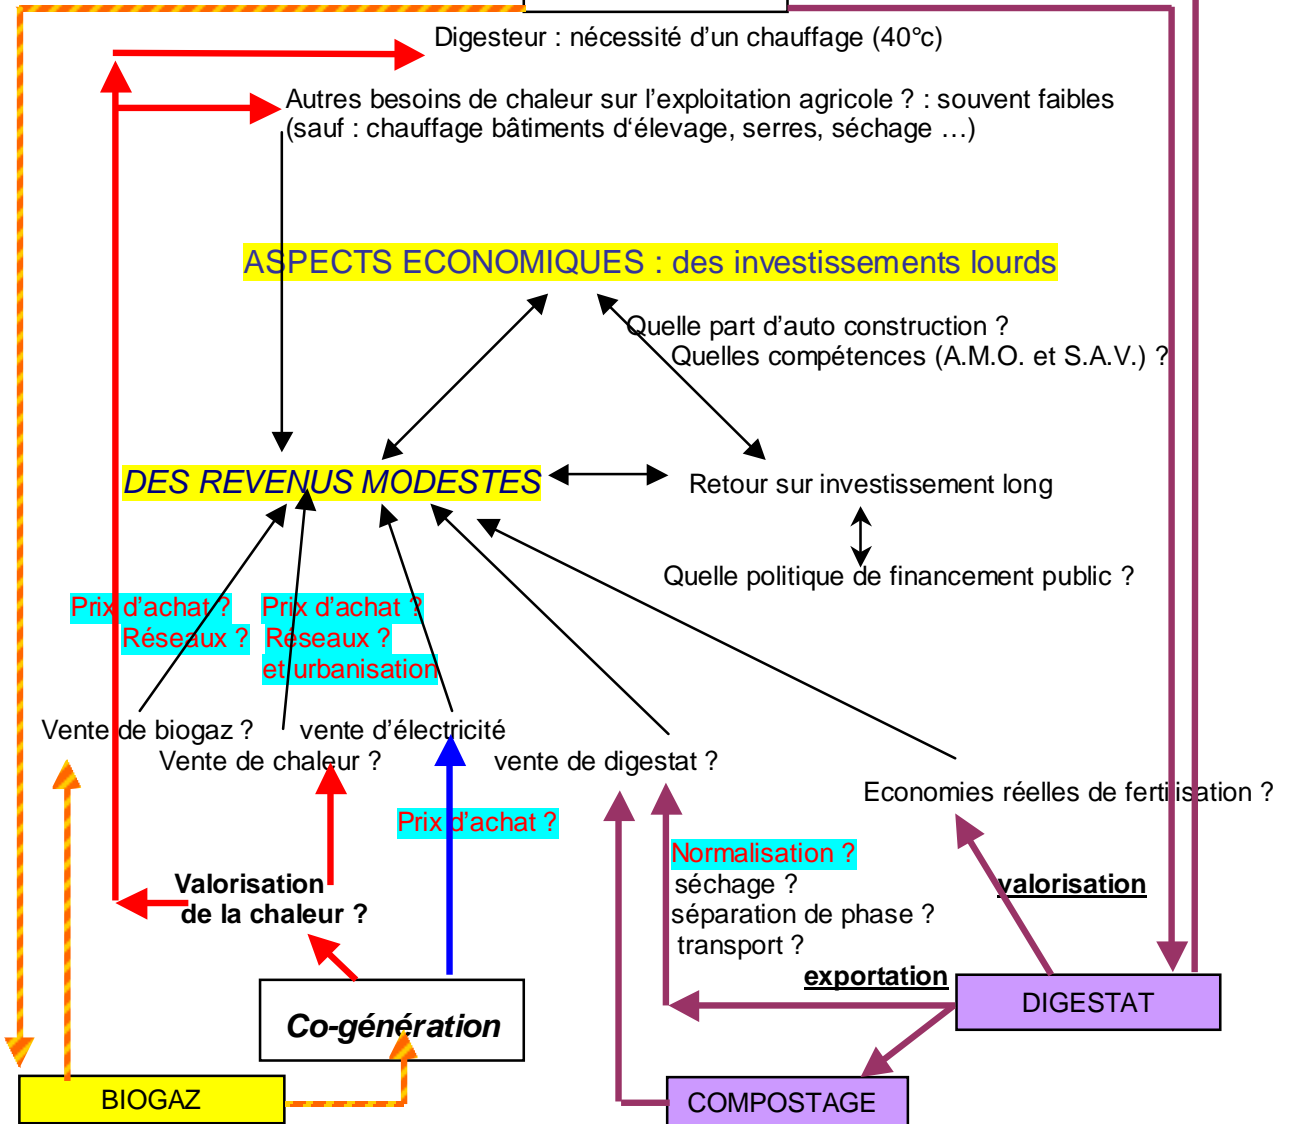 Digesteur : nécessité d’un chauffage (40°c)
Autres besoins de chaleur sur l’exploitation agricole ? : souvent faibles
(sauf : chauffage bâtiments d‘élevage, serres, séchage …)
ASPECTS ECONOMIQUES : des investissements lourds
Quelle part d’auto construction ?
Quelles compétences (A.M.O. et S.A.V.) ?
DES REVENUS MODESTES
Retour sur investissement long
Quelle politique de financement public ?
Prix d’achat ?
Réseaux ?
Prix d’achat ?
Réseaux ?
et urbanisation
Vente de biogaz ?
vente d’électricité
Vente de chaleur ?
vente de digestat ?
Economies réelles de fertilisation ?
Prix d’achat ?
Normalisation ?
séchage ?
séparation de phase ?
transport ?
Valorisation
de la chaleur ?
valorisation
exportation
DIGESTAT
Co-génération
BIOGAZ
COMPOSTAGE